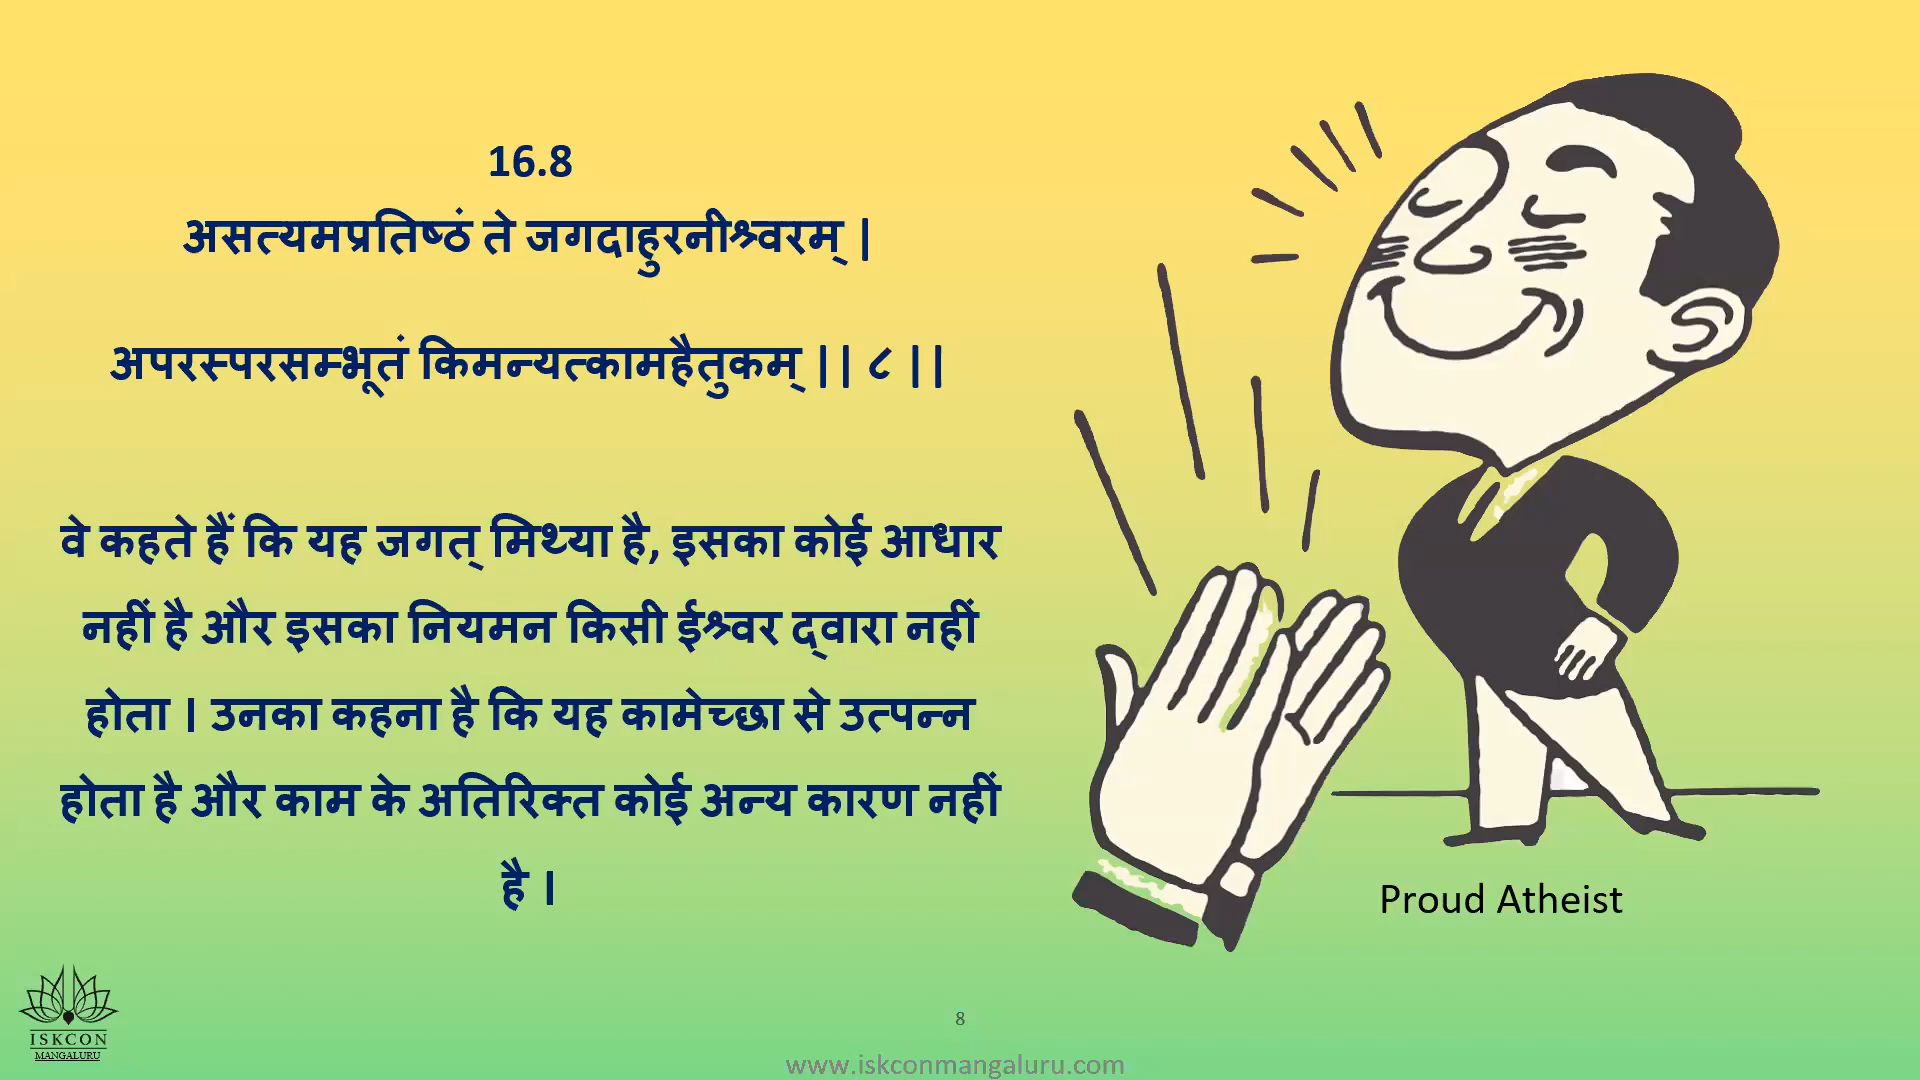 16.8
असत्यमप्रतिष्ठं ते जगदाहुरनीश्र्वरम् |
अपरस्परसम्भूतं किमन्यत्कामहैतुकम् || ८ ||
वे कहते हैं कि यह जगत् मिथ्या है, इसका कोई आधार
नहीं है और इसका नियमन किसी ईश्र्वर द्वारा नहीं
होता । उनका कहना है कि यह कामेच्छा से उत्पन्न
होता है और काम के अतिरिक्त कोई अन्य कारण नहीं
है ।
Proud Atheist
ISKCON
MANGALURU
8
www.iskconmangaluru.com